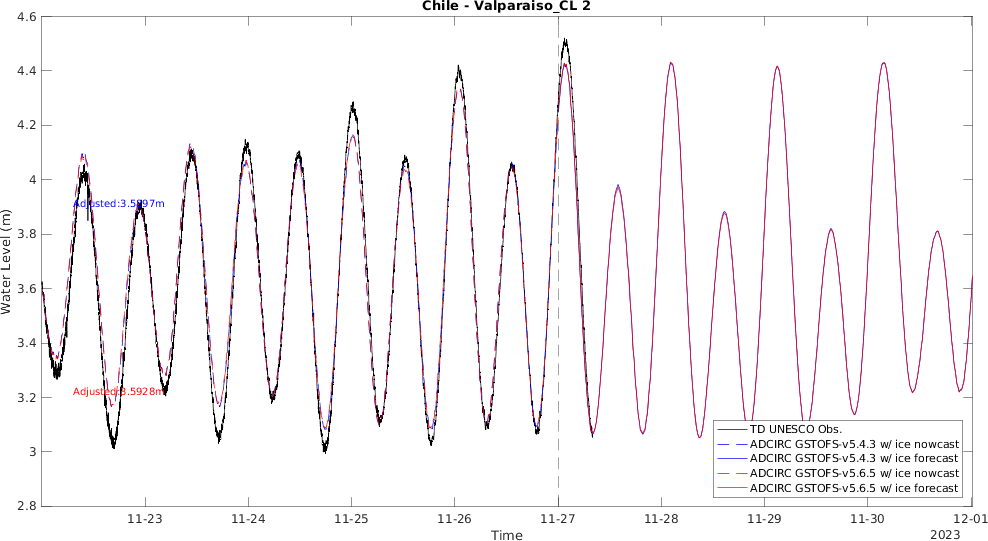 Chile - Valparaiso_CL 2
4.6
4.4
4.2
4
3.8
3.6
3.4
3.2
3
2.8
Water Level (m)
Adjusted:3.5897m
Adjusted:3.5928m
TD UNESCO Obs.
ADCIRC GSTOFS-v5.4.3 w/ ice nowcast
ADCIRC GSTOFS-v5.4.3 w/ ice forecast
ADCIRC GSTOFS-v5.6.5 w/ ice nowcast
ADCIRC GSTOFS-v5.6.5 w/ ice forecast
11-23 11-24 11-25 11-26 11-27 11-28 11-29 11-30 12-01
Time
2023